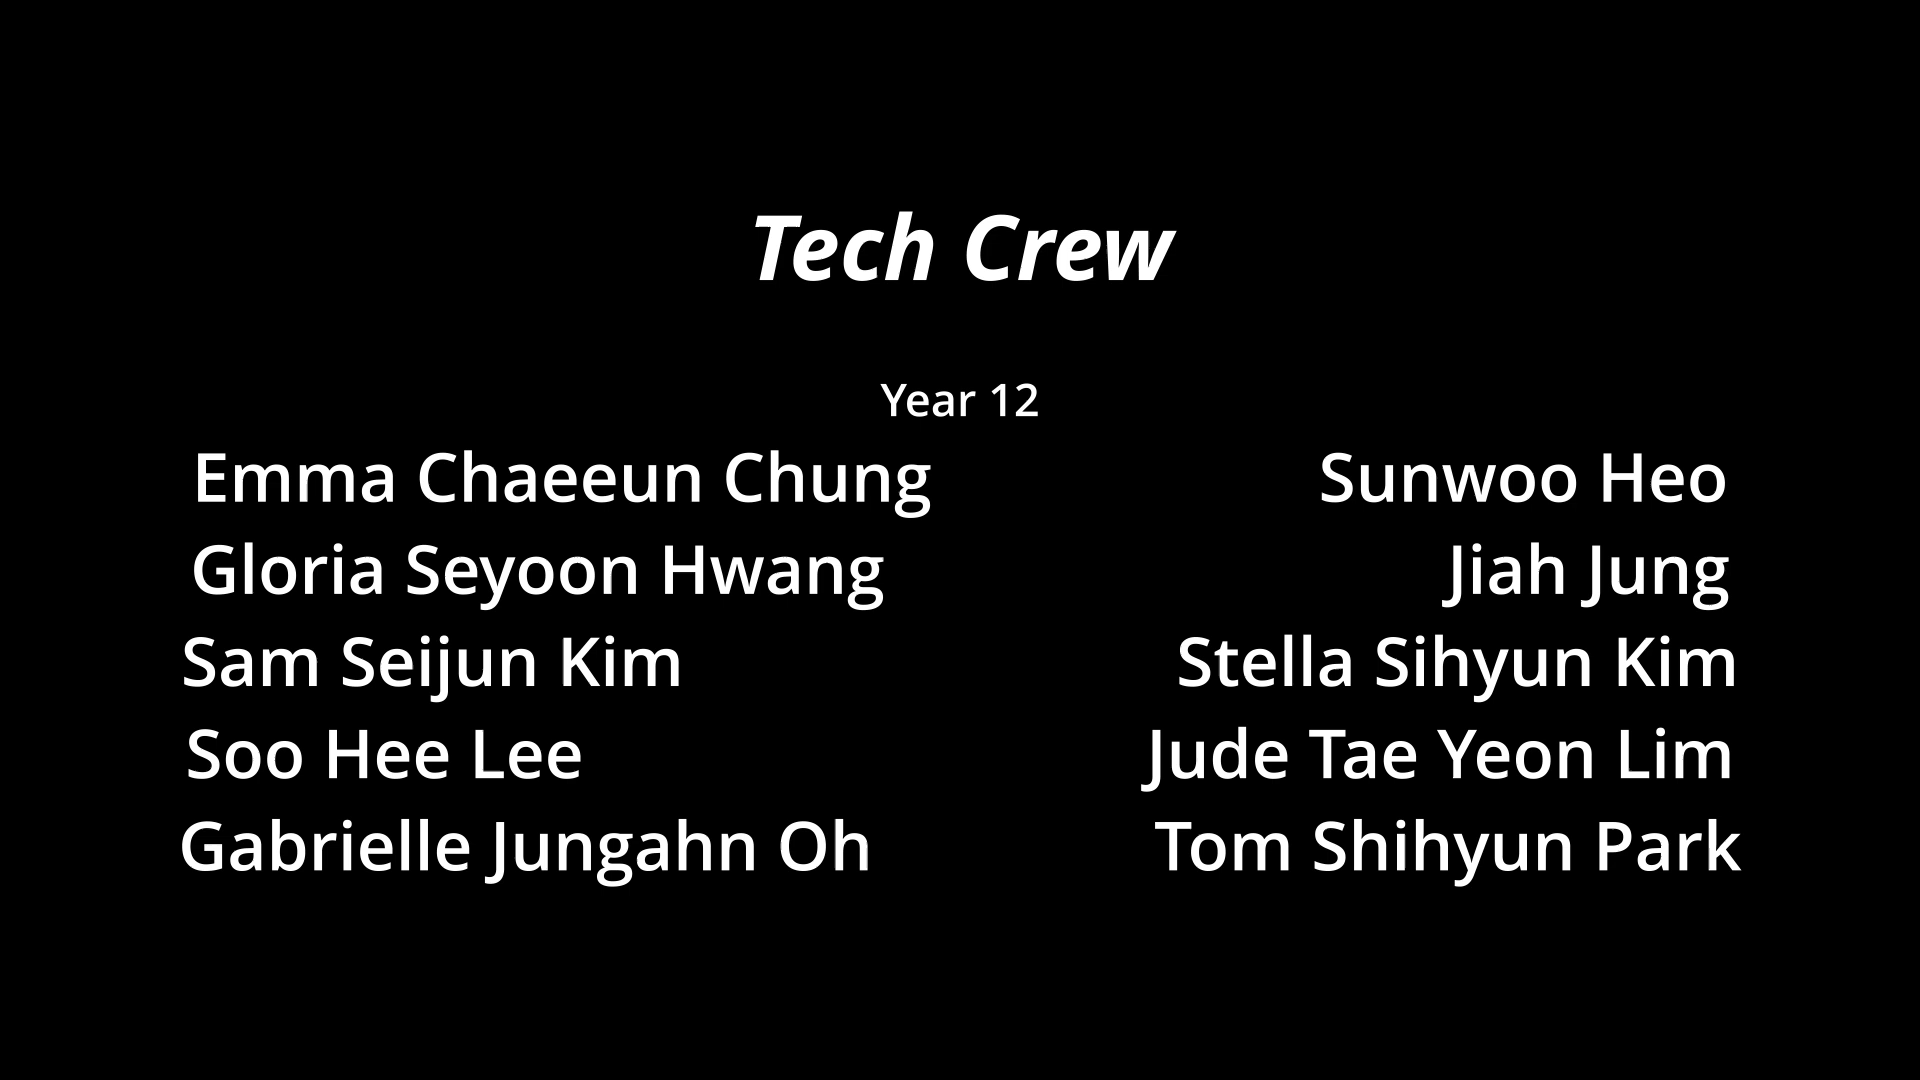 Tech Crew
Year 12
Emma Chaeeun Chung Sunwoo Heo
Gloria Seyoon Hwang Jiah Jung
Sam Seijun Kim Stella Sihyun Kim
Soo Hee Lee Jude Tae Yeon Lim
Gabrielle Jungahn Oh Tom Shihyun Park